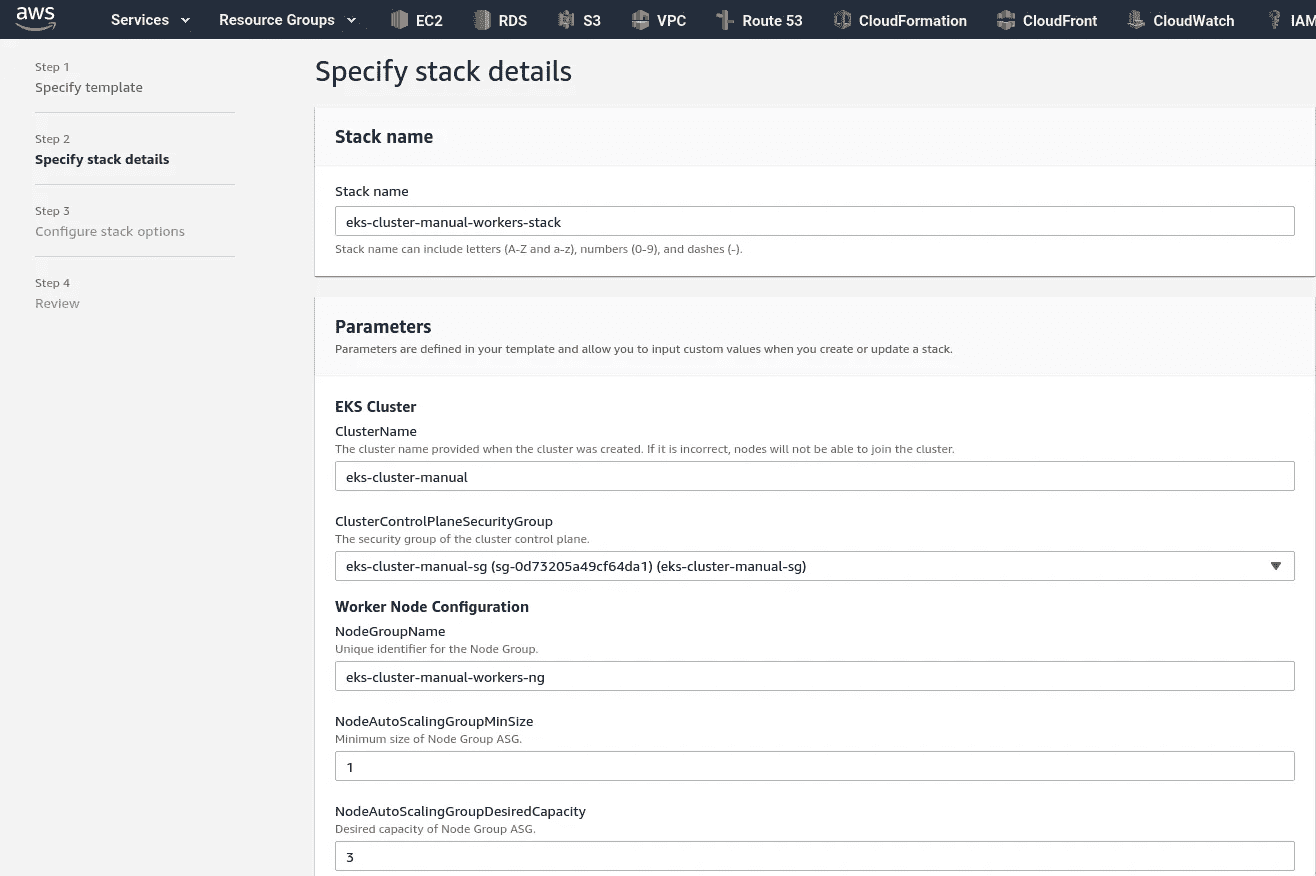 aws Services Resource Groups EC2 RDS S3 VPC Route 53 CloudFormation CloudFront CloudWatch IAM
Step 1
Specify template
Step 2
Specify stack details
Step 3
Configure stack options
Step 4
Review
Specify stack details
Stack name
Stack name
eks-cluster-manual-workers-stack
Stack name can include letters (A-Z and a-z), numbers (0-9), and dashes (-).
Parameters
Parameters are defined in your template and allow you to input custom values when you create or update a stack.
EKS Cluster
ClusterName
The cluster name provided when the cluster was created. If it is incorrect, nodes will not be able to join the cluster.
eks-cluster-manual
ClusterControlPlaneSecurityGroup
The security group of the cluster control plane.
eks-cluster-manual-sg (sg-0d73205a49cf64da1) (eks-cluster-manual-sg)
Worker Node Configuration
NodeGroupName
Unique identifier for the Node Group.
eks-cluster-manual-workers-ng
NodeAutoScalingGroupMinSize
Minimum size of Node Group ASG.
1
NodeAutoScalingGroupDesiredCapacity
Desired capacity of Node Group ASG.
3